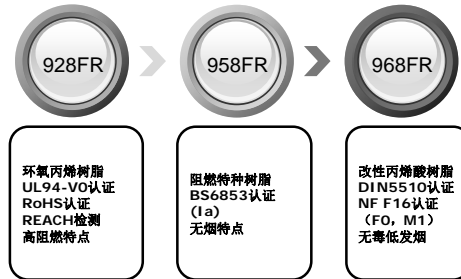 928FR
958FR
968FR
环氧丙烯树脂
UL94-V0认证
RoHS认证
REACH检测
高阻燃特点
阻燃特种树脂
BS6853认证
(Ia)
无烟特点
改性丙烯酸树脂
DIN5510认证
NF F16认证
（F0，M1）
无毒低发烟